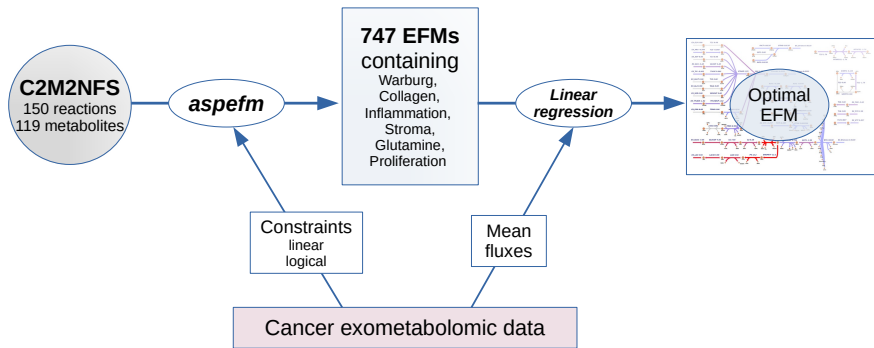 C2M2NFS
150 reactions
119 metabolites
aspefm
747 EFMs
containing
Warburg,
Collagen,
Inflammation,
Stroma,
Glutamine,
Proliferation
Linear
regression
Optimal
EFM
Constraints
linear
logical
Mean
fluxes
Cancer exometabolomic data